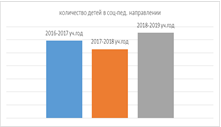 количество детей в соц-пед. направлении
2016-2017 уч.год
2017-2018 уч.год
2018-2019 уч.год